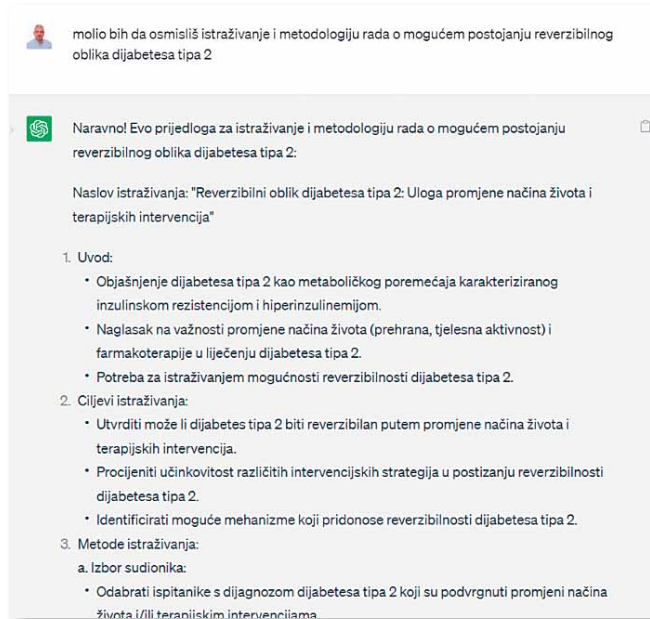 molio bih da osmisliš istraživanje i metodologiju rada o mogućem postojanju reverzibilnog
oblika dijabetesa tipa 2
Naravno! Evo prijedloga za istraživanje i metodologiju rada o mogućem postojanju
reverzibilnog oblika dijabetesa tipa 2:
Naslov istraživanja: "Reverzibilni oblik dijabetesa tipa 2: Uloga promjene načina života i
terapijskih intervencija"
1. Uvod:
• Objašnjenje dijabetesa tipa 2 kao metaboličkog poremećaja karakteriziranog
inzulinskom rezistencijom i hiperinzulinemijom.
• Naglasak na važnosti promjene načina života (prehrana, tjelesna aktivnost) i
farmakoterapije u liječenju dijabetesa tipa 2.
• Potreba za istraživanjem mogućnosti reverzibilnosti dijabetesa tipa 2.
2. Ciljevi istraživanja:
• Utvrditi može li dijabetes tipa 2 biti reverzibilan putem promjene načina života i
terapijskih intervencija.
• Procijeniti učinkovitost različitih intervencijskih strategija u postizanju reverzibilnosti
dijabetesa tipa 2.
• Identificirati moguće mehanizme koji pridonose reverzibilnosti dijabetesa tipa 2.
3. Metode istraživanja:
a. Izbor sudionika:
• Odabrati ispitanike s dijagnozom dijabetesa tipa 2 koji su podvrgnuti promjeni načina
života i/ili terapijskim intervencijama